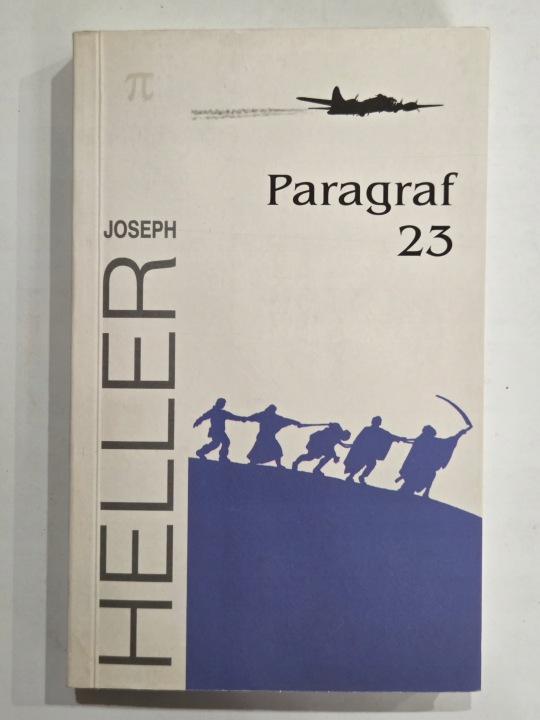 π
Paragraf
23
JOSEPH
HELLER